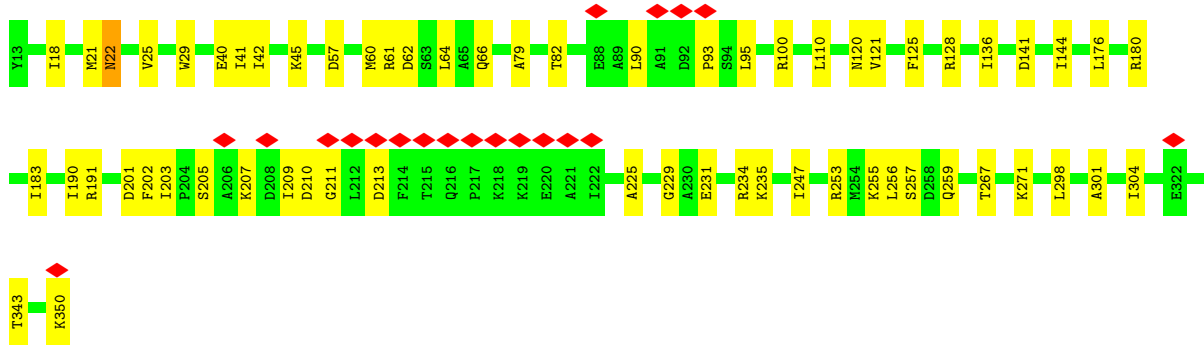 Y13 I18 M21 N22 V25 W29 E40 I41 I42 K45 D57 M60 R61 D62 S63 L64 A65 Q66 A79 T82 E88 A89 L90 A91 D92 P93 S94 L95 R100 L110 N120 V121 F125 R128 I136 D141 I144 L176 R180
I183 I190 R191 D201 F202 I203 P204 S205 A206 K207 D208 I209 D210 G211 L212 D213 F214 T215 Q216 P217 K218 K219 E220 A221 I222 A225 G229 A230 E231 R234 K235 I247 R253 M254 K255 L256 S257 D258 Q259 T267 K271 L298 A301 I304 E322
T343 K350